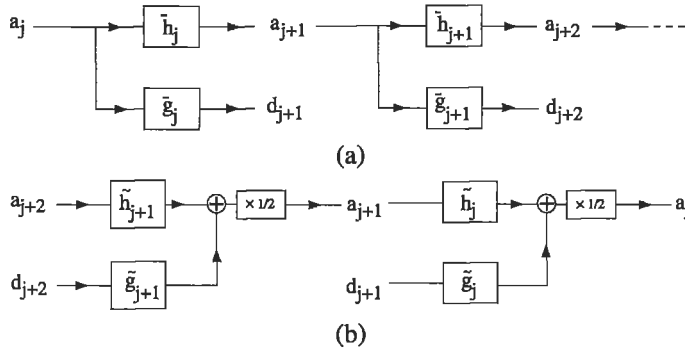 a_j h̄_j a_{j+1} h̄_{j+1} a_{j+2}
ḡ_j d_{j+1} ḡ_{j+1} d_{j+2}
(a)
a_{j+2} h̃_{j+1} × 1/2 a_{j+1} h̃_j × 1/2 a
d_{j+2} g̃_{j+1} d_{j+1} g̃_j
(b)